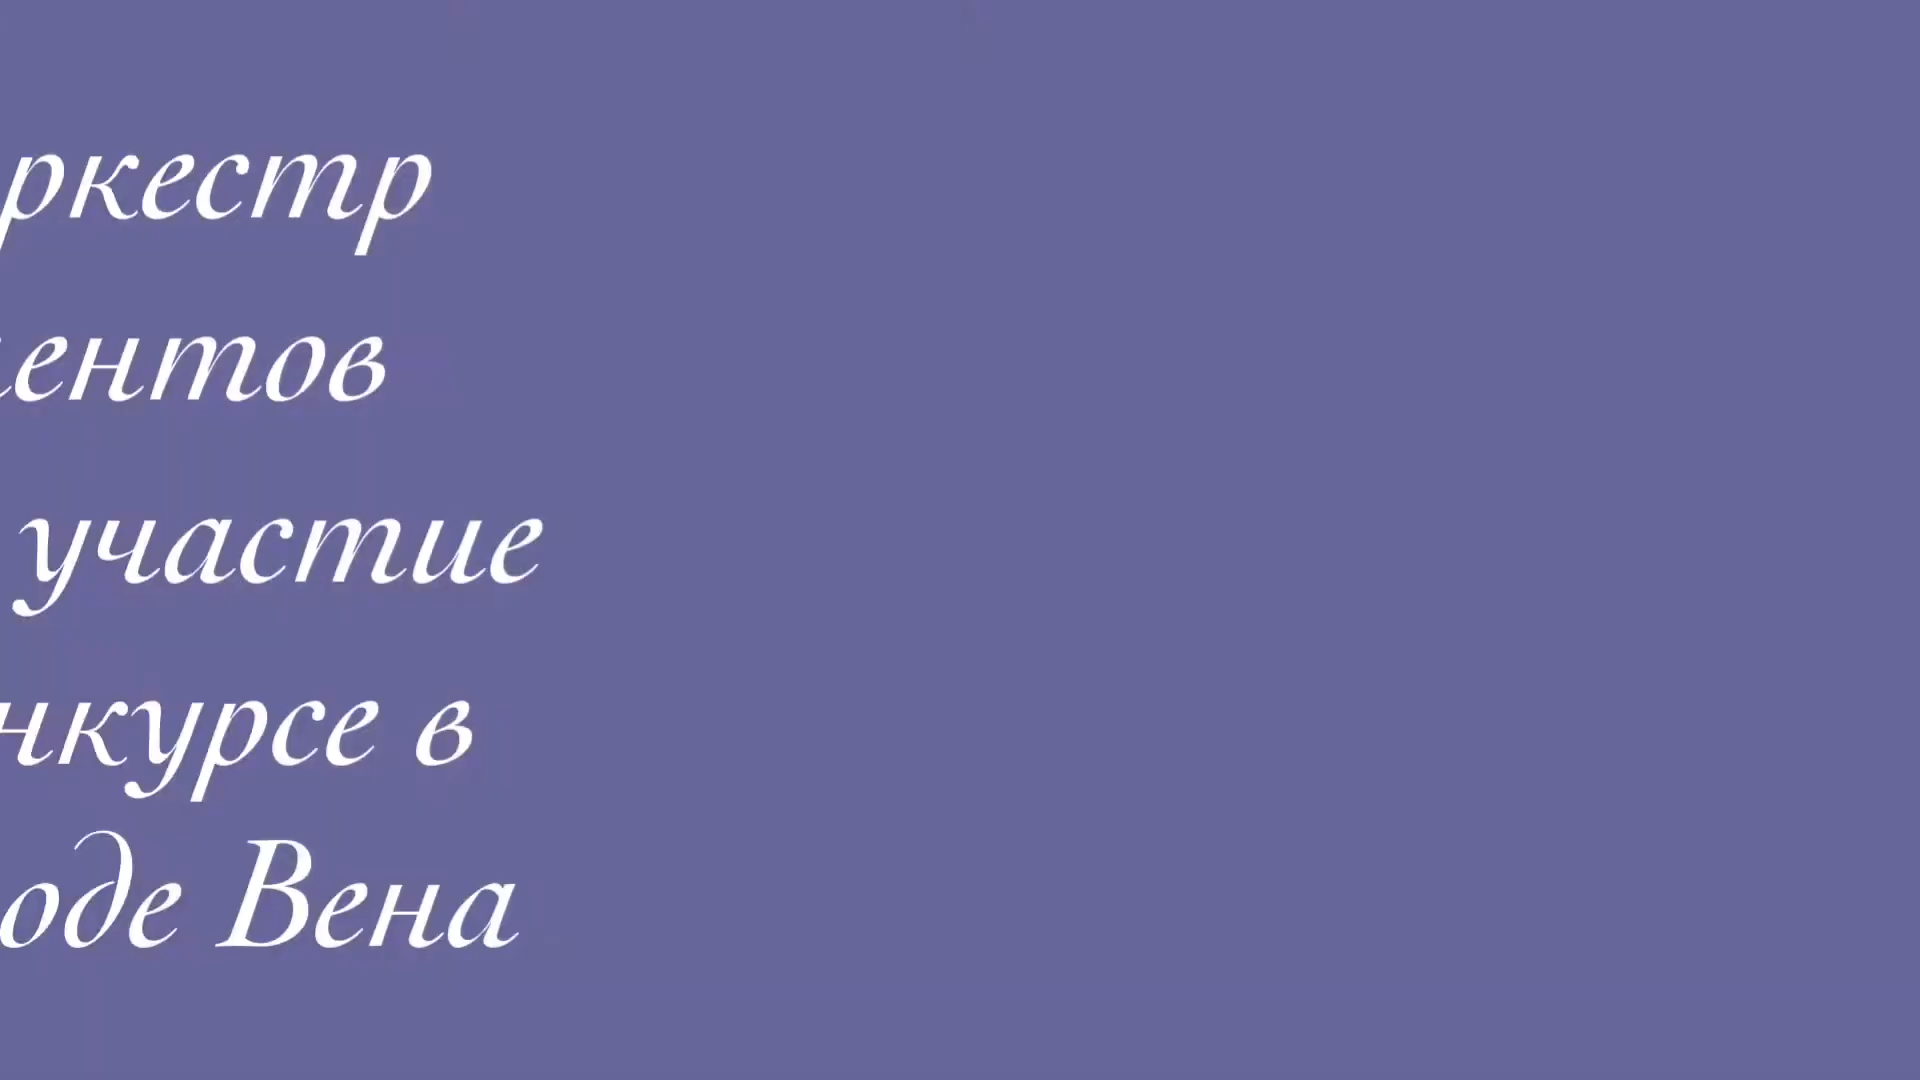 ркестр
ентов
участие
нкурсе в
оде Вена